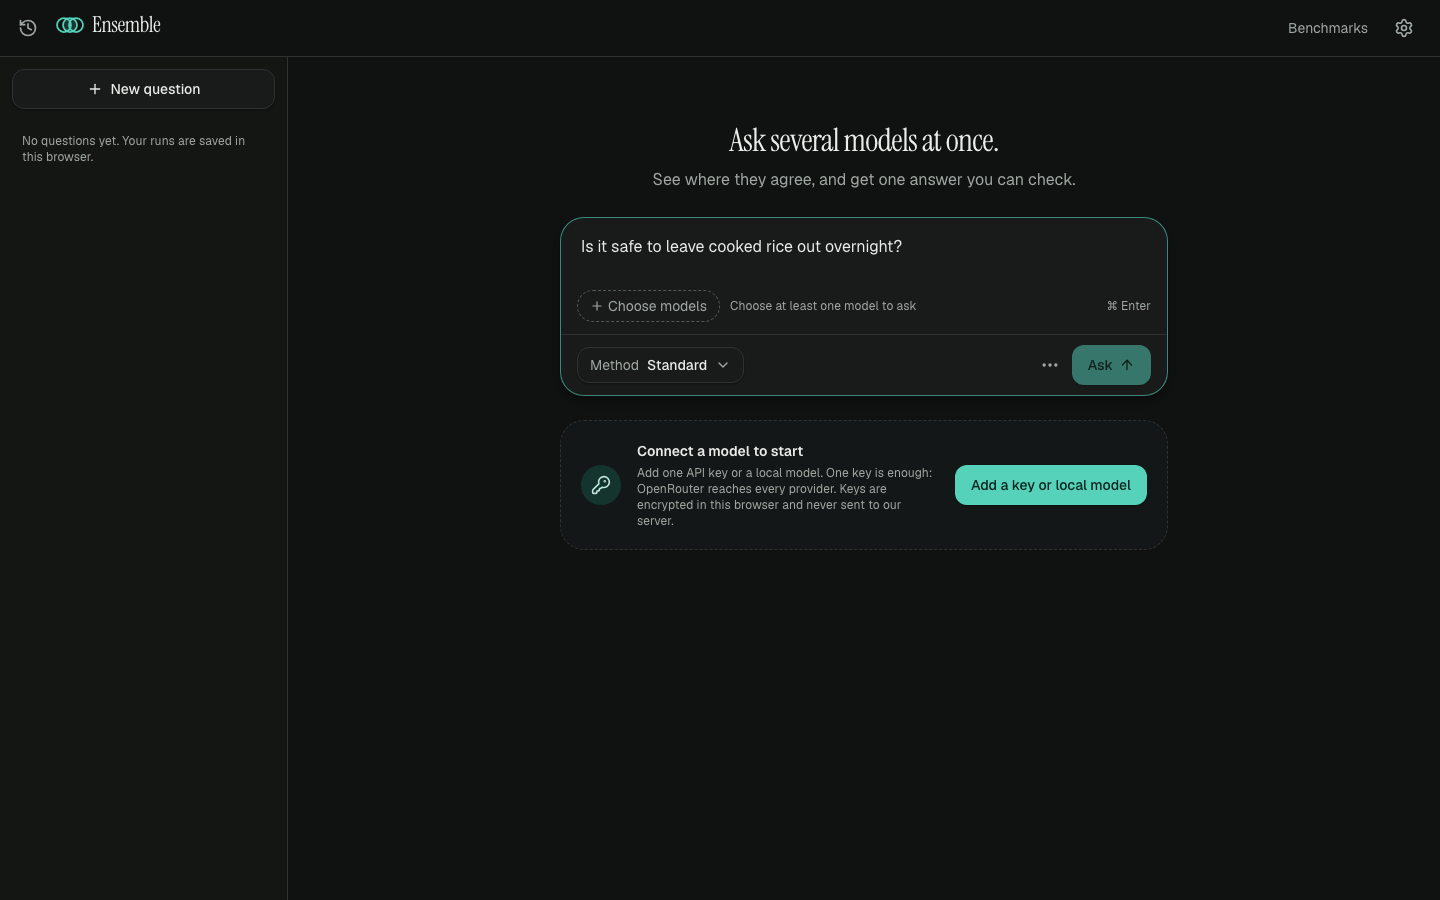 Ensemble
Benchmarks
New question
No questions yet. Your runs are saved in
this browser.
Ask several models at once.
See where they agree, and get one answer you can check.
Is it safe to leave cooked rice out overnight?
+ Choose models
Choose at least one model to ask
⌘ Enter
Method Standard
Ask
Connect a model to start
Add one API key or a local model. One key is enough:
OpenRouter reaches every provider. Keys are
encrypted in this browser and never sent to our
server.
Add a key or local model